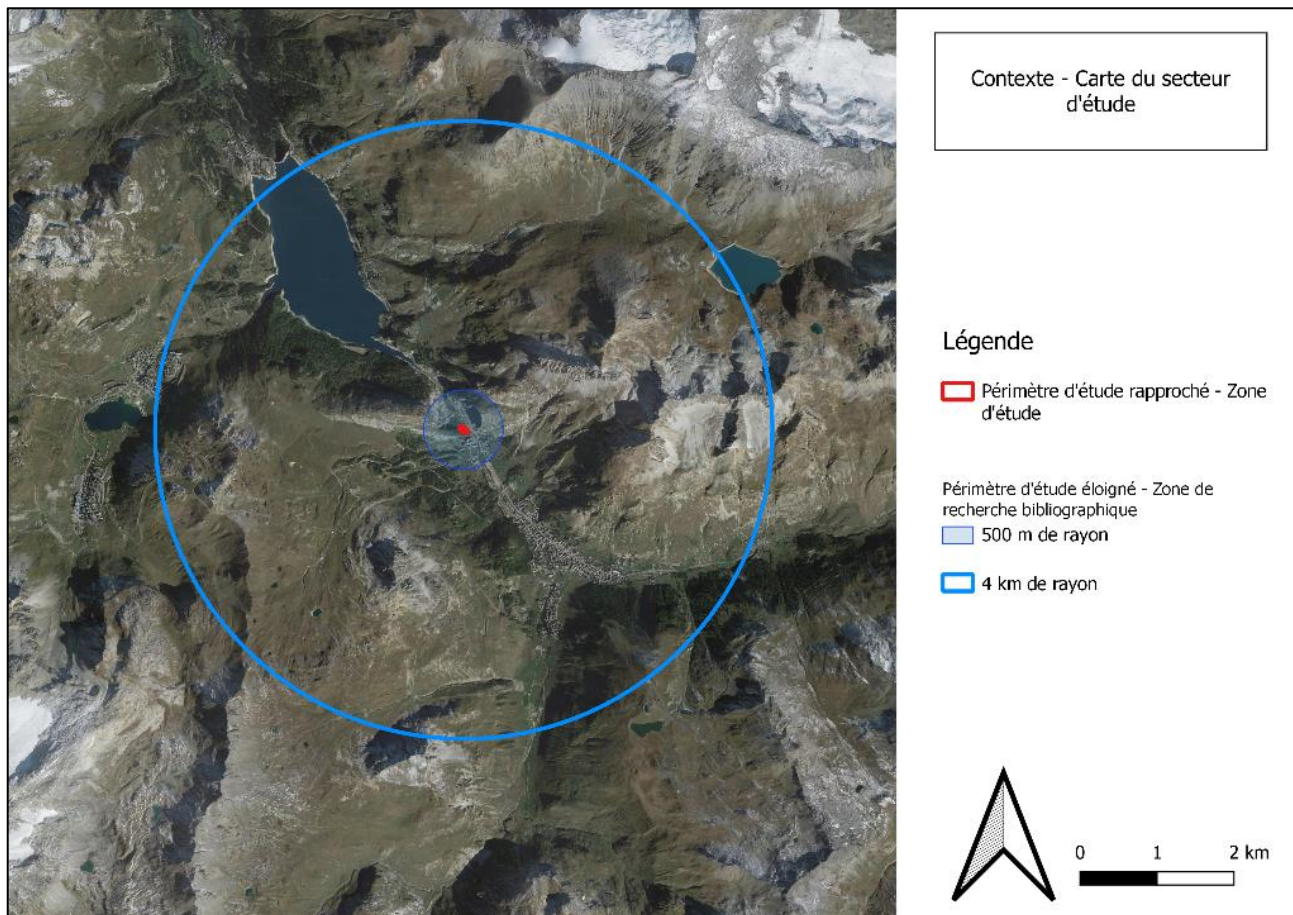 Contexte - Carte du secteur
d'étude
Légende
Périmètre d'étude rapproché - Zone
d'étude
Périmètre d'étude éloigné - Zone de
recherche bibliographique
500 m de rayon
4 km de rayon
0 1 2 km